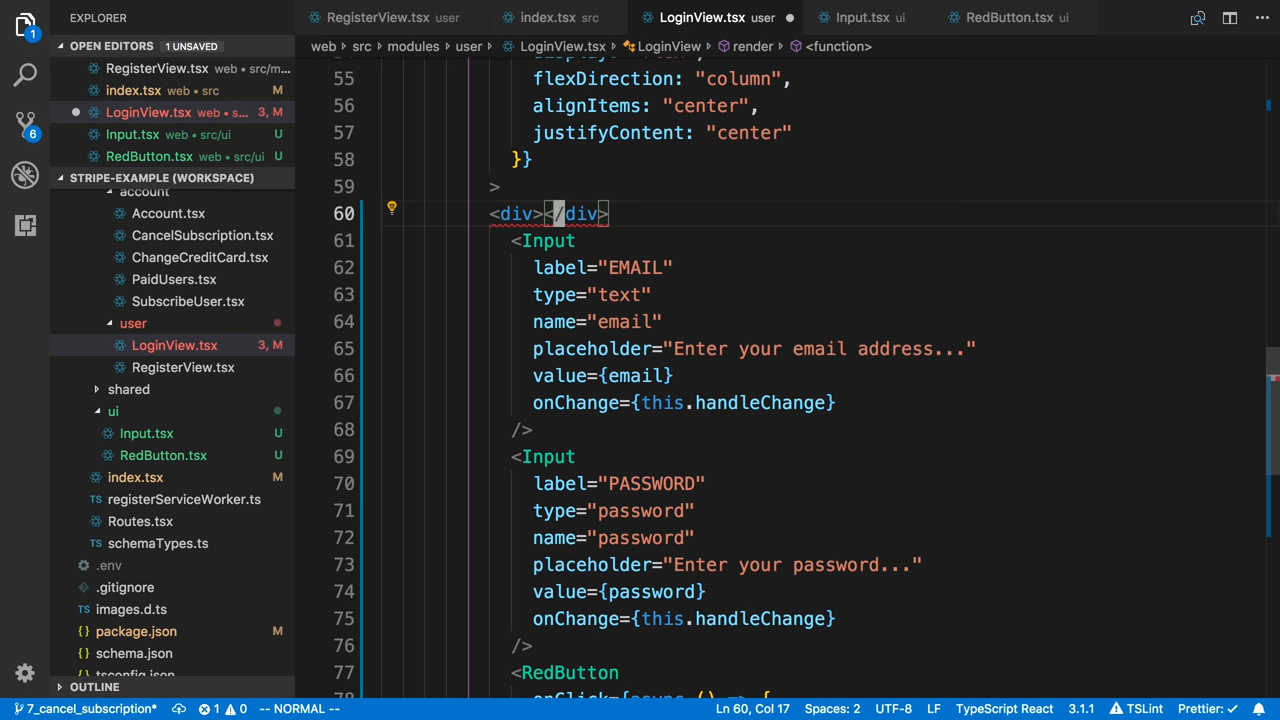 EXPLORER
RegisterView.tsx user
index.tsx src
LoginView.tsx user
Input.tsx ui
RedButton.tsx ui
1
OPEN EDITORS 1 UNSAVED
web src modules user LoginView.tsx LoginView render <function>
RegisterView.tsx web • src/m...
index.tsx web • src M
LoginView.tsx web • s... 3, M
Input.tsx web • src/ui U
6
RedButton.tsx web • src/ui U
STRIPE-EXAMPLE (WORKSPACE)
account
Account.tsx
CancelSubscription.tsx
ChangeCreditCard.tsx
PaidUsers.tsx
SubscribeUser.tsx
user
LoginView.tsx 3, M
RegisterView.tsx
shared
ui
Input.tsx U
RedButton.tsx U
index.tsx M
registerServiceWorker.ts
Routes.tsx
schemaTypes.ts
.env
.gitignore
images.d.ts
package.json M
schema.json
tsconfig.json
OUTLINE
55 flexDirection: "column",
56 alignItems: "center",
57 justifyContent: "center"
58 }}
59 >
60 <div></div>
61 <Input
62 label="EMAIL"
63 type="text"
64 name="email"
65 placeholder="Enter your email address..."
66 value={email}
67 onChange={this.handleChange}
68 />
69 <Input
70 label="PASSWORD"
71 type="password"
72 name="password"
73 placeholder="Enter your password..."
74 value={password}
75 onChange={this.handleChange}
76 />
77 <RedButton
78 onClick={async () => {
7_cancel_subscription* 1 0 -- NORMAL -- Ln 60, Col 17 Spaces: 2 UTF-8 LF TypeScript React 3.1.1 TSLint Prettier: ✓